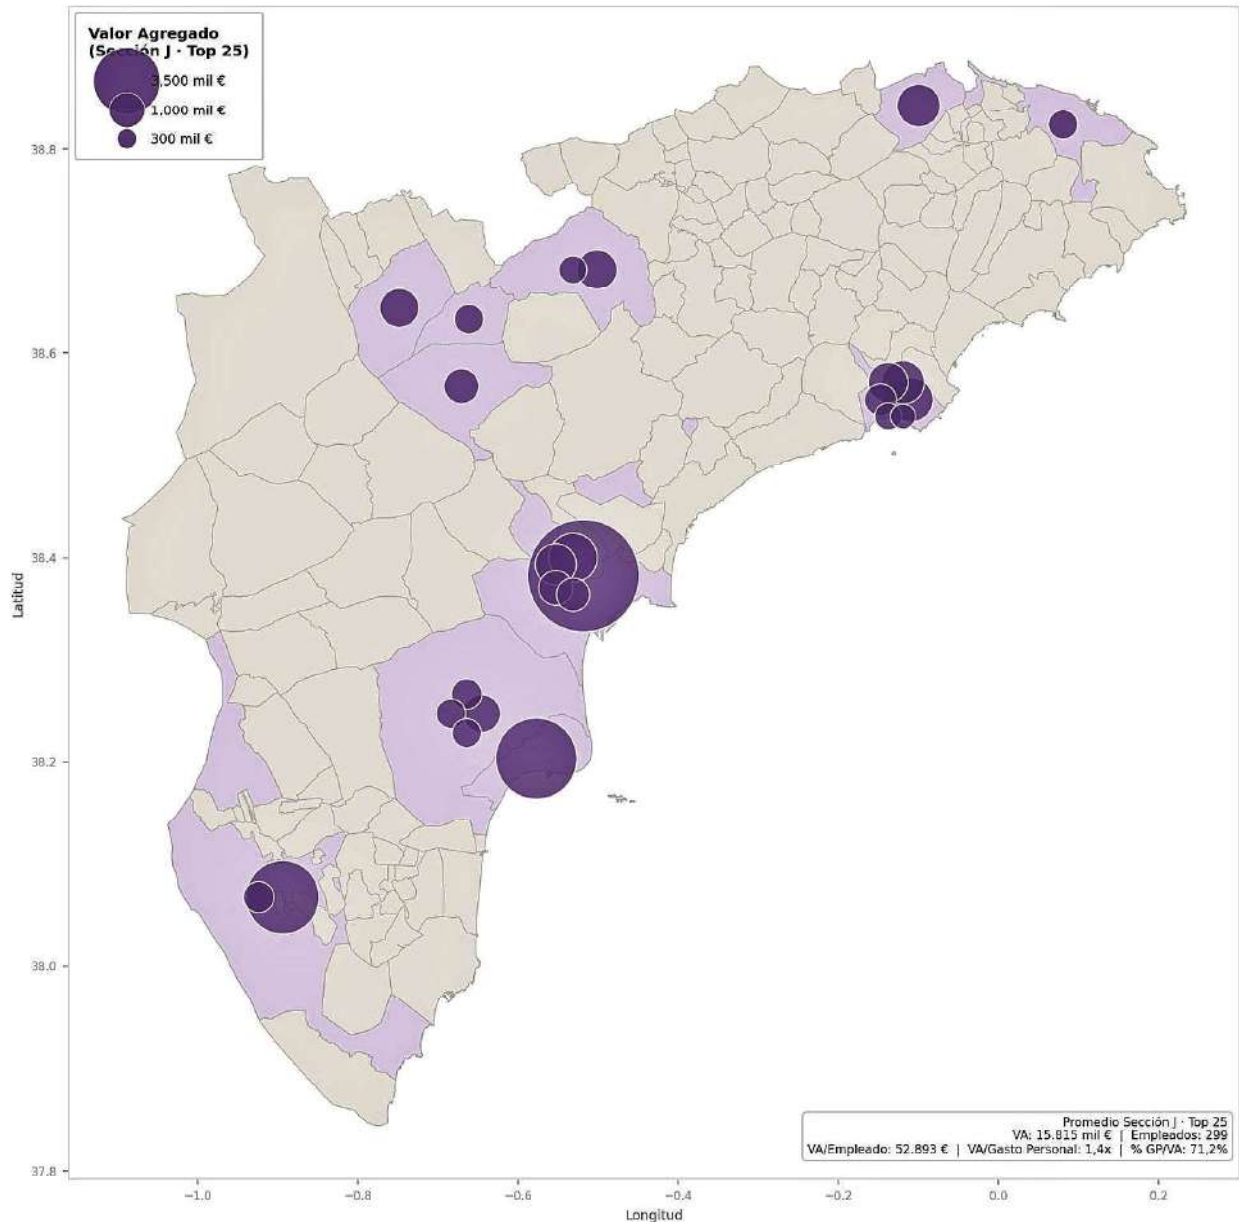 Valor Agregado
(Sección J · Top 25)
3,500 mil €
1,000 mil €
300 mil €
38.8
38.6
38.4
38.2
38.0
37.8
Latitud
−1.0
−0.8
−0.6
−0.4
−0.2
0.0
0.2
Longitud
Promedio Sección J · Top 25
VA: 15.815 mil € | Empleados: 299
VA/Empleado: 52.893 € | VA/Gasto Personal: 1,4x | % GP/VA: 71,2%